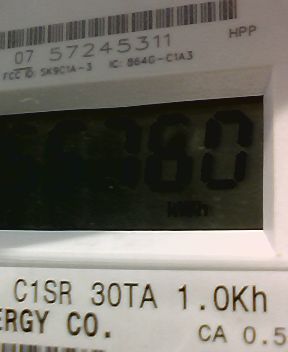 07 57245311
HPP
FCC ID: SK9C1A-3 IC: 864G-C1A3
kWh
C1SR 30TA 1.0Kh
ERGY CO.
CA 0.5